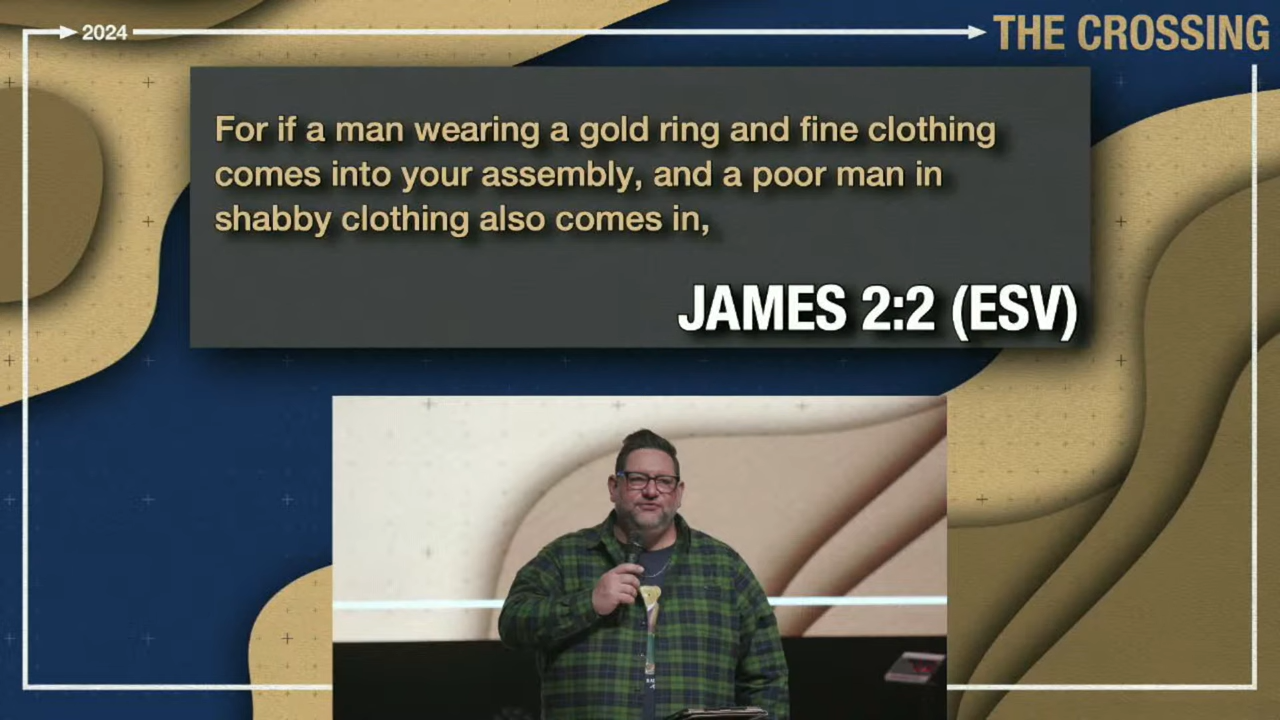 2024
THE CROSSING
For if a man wearing a gold ring and fine clothing
comes into your assembly, and a poor man in
shabby clothing also comes in,
JAMES 2:2 (ESV)